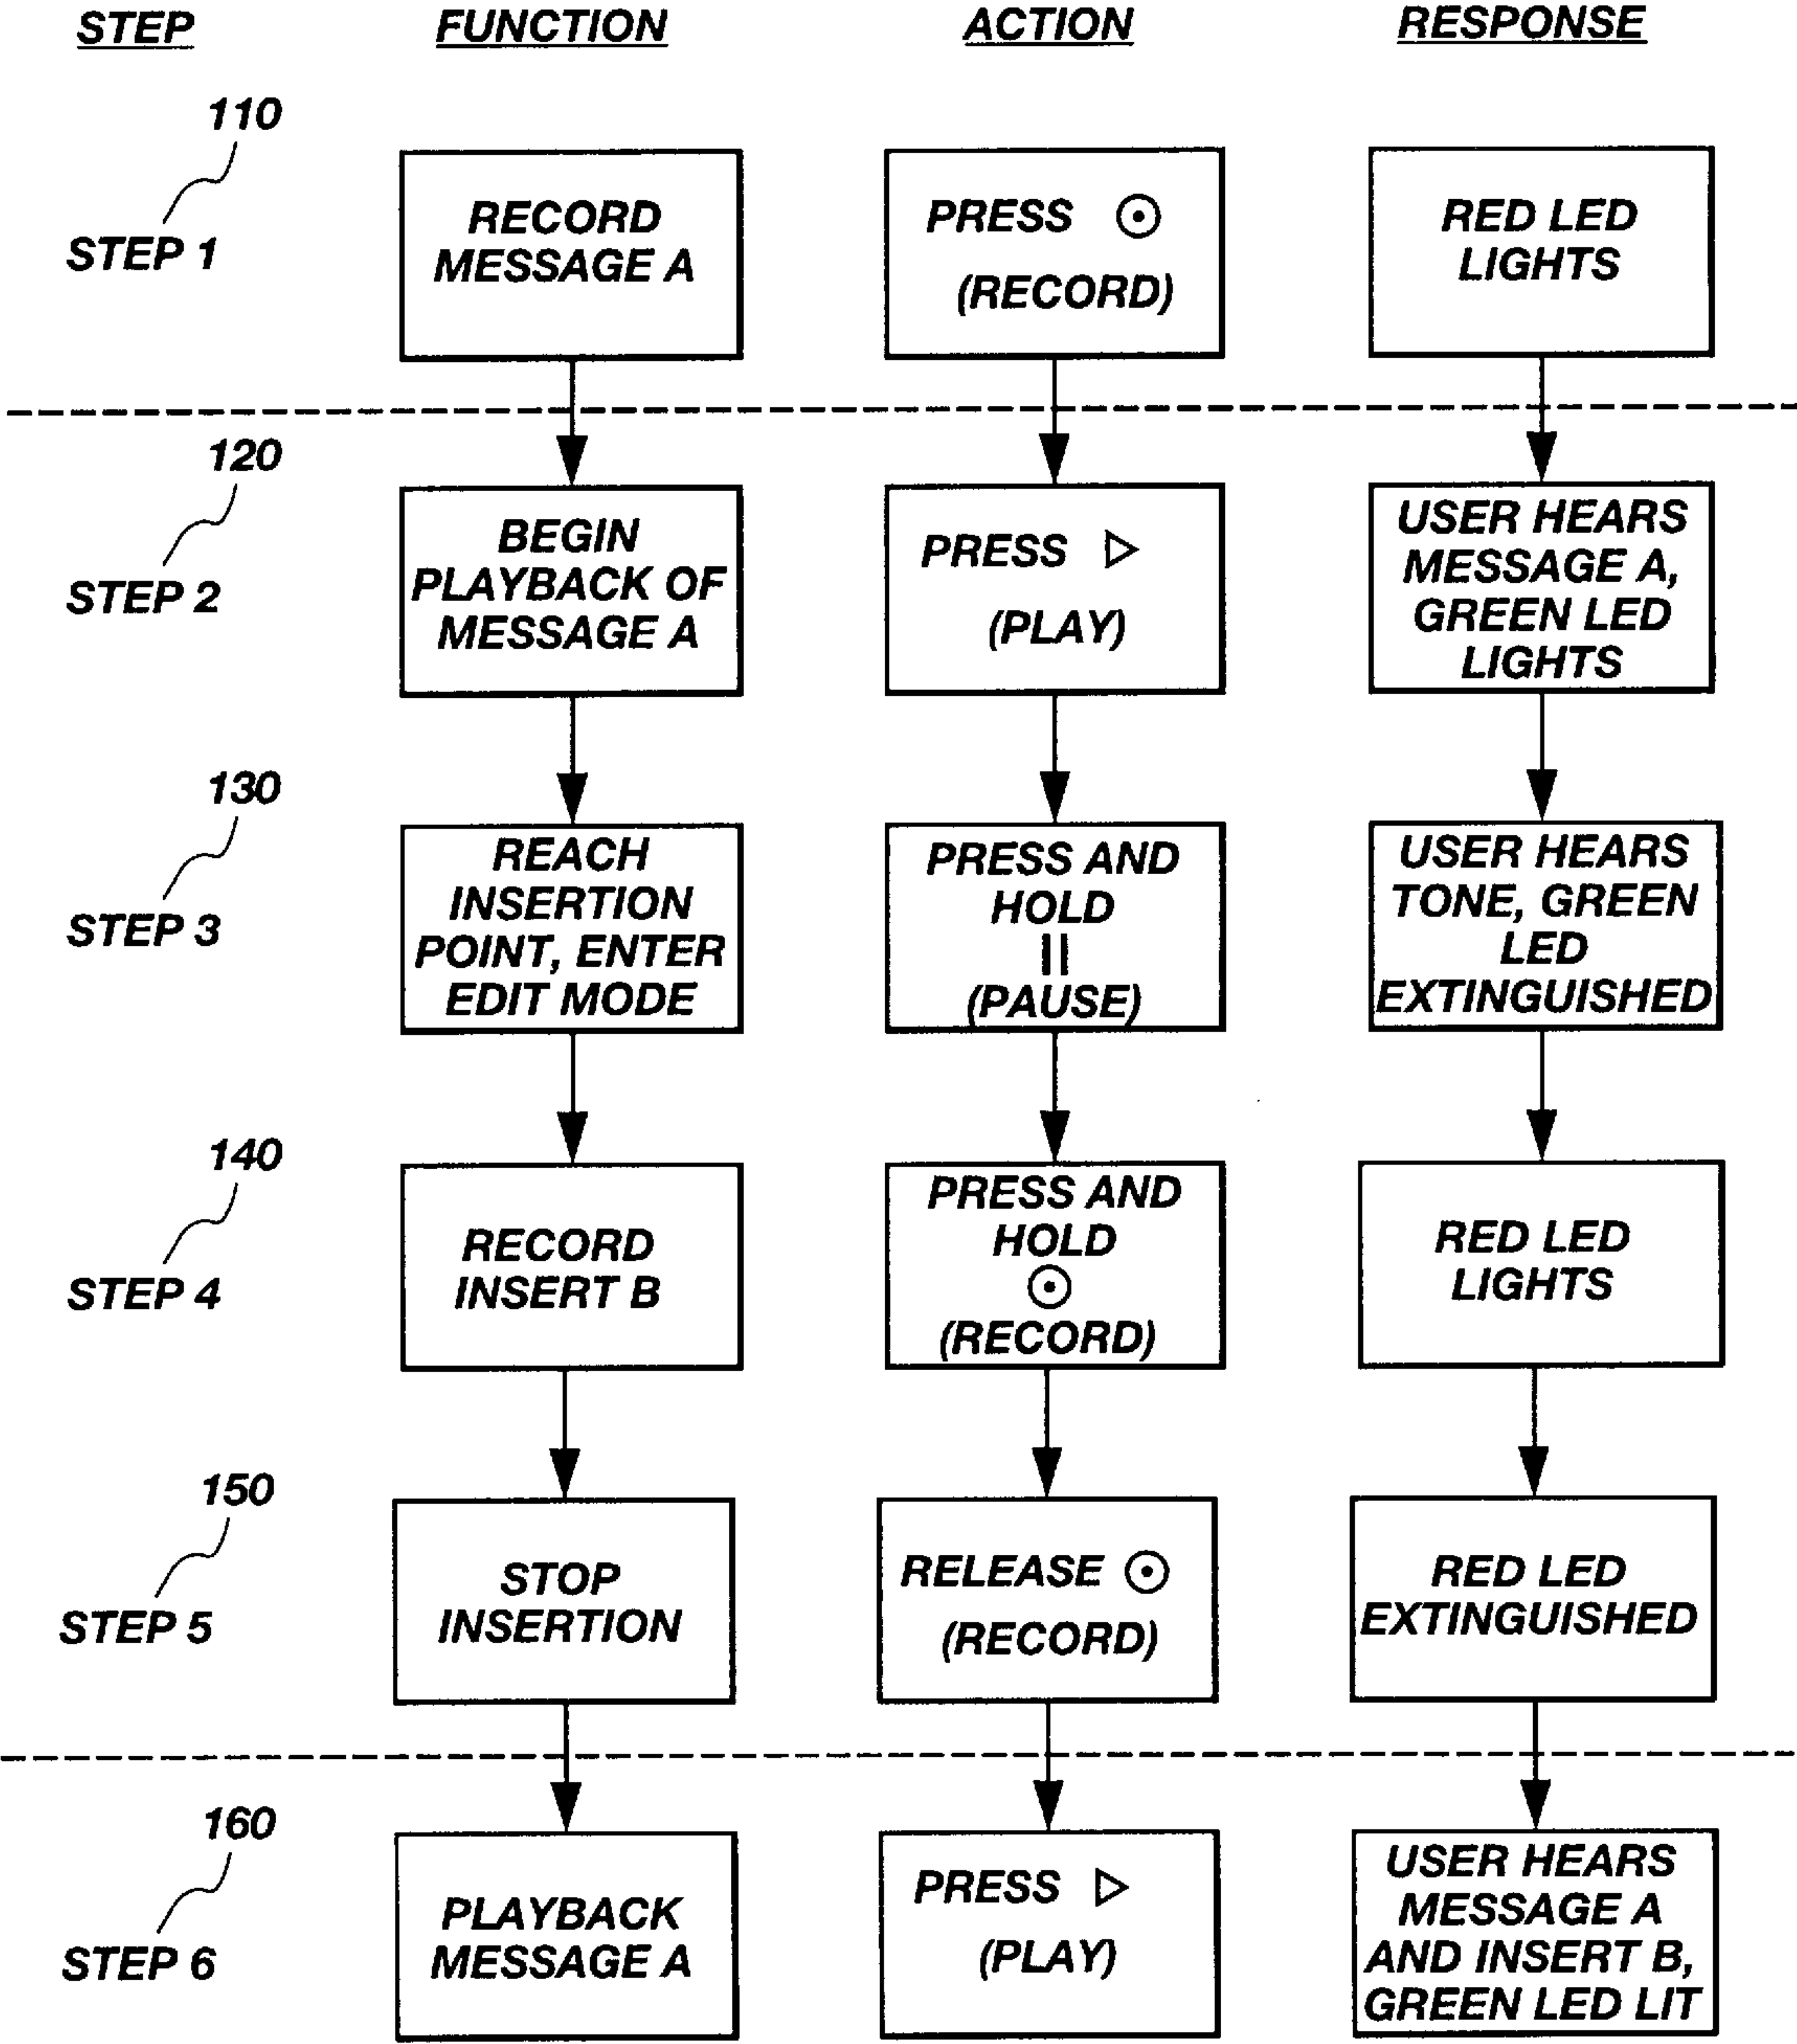 STEP FUNCTION ACTION RESPONSE
110
STEP 1
RECORD
MESSAGE A
PRESS
(RECORD)
RED LED
LIGHTS
120
STEP 2
BEGIN
PLAYBACK OF
MESSAGE A
PRESS
(PLAY)
USER HEARS
MESSAGE A,
GREEN LED
LIGHTS
130
STEP 3
REACH
INSERTION
POINT, ENTER
EDIT MODE
PRESS AND
HOLD
(PAUSE)
USER HEARS
TONE, GREEN
LED
EXTINGUISHED
140
STEP 4
RECORD
INSERT B
PRESS AND
HOLD
(RECORD)
RED LED
LIGHTS
150
STEP 5
STOP
INSERTION
RELEASE
(RECORD)
RED LED
EXTINGUISHED
160
STEP 6
PLAYBACK
MESSAGE A
PRESS
(PLAY)
USER HEARS
MESSAGE A
AND INSERT B,
GREEN LED LIT